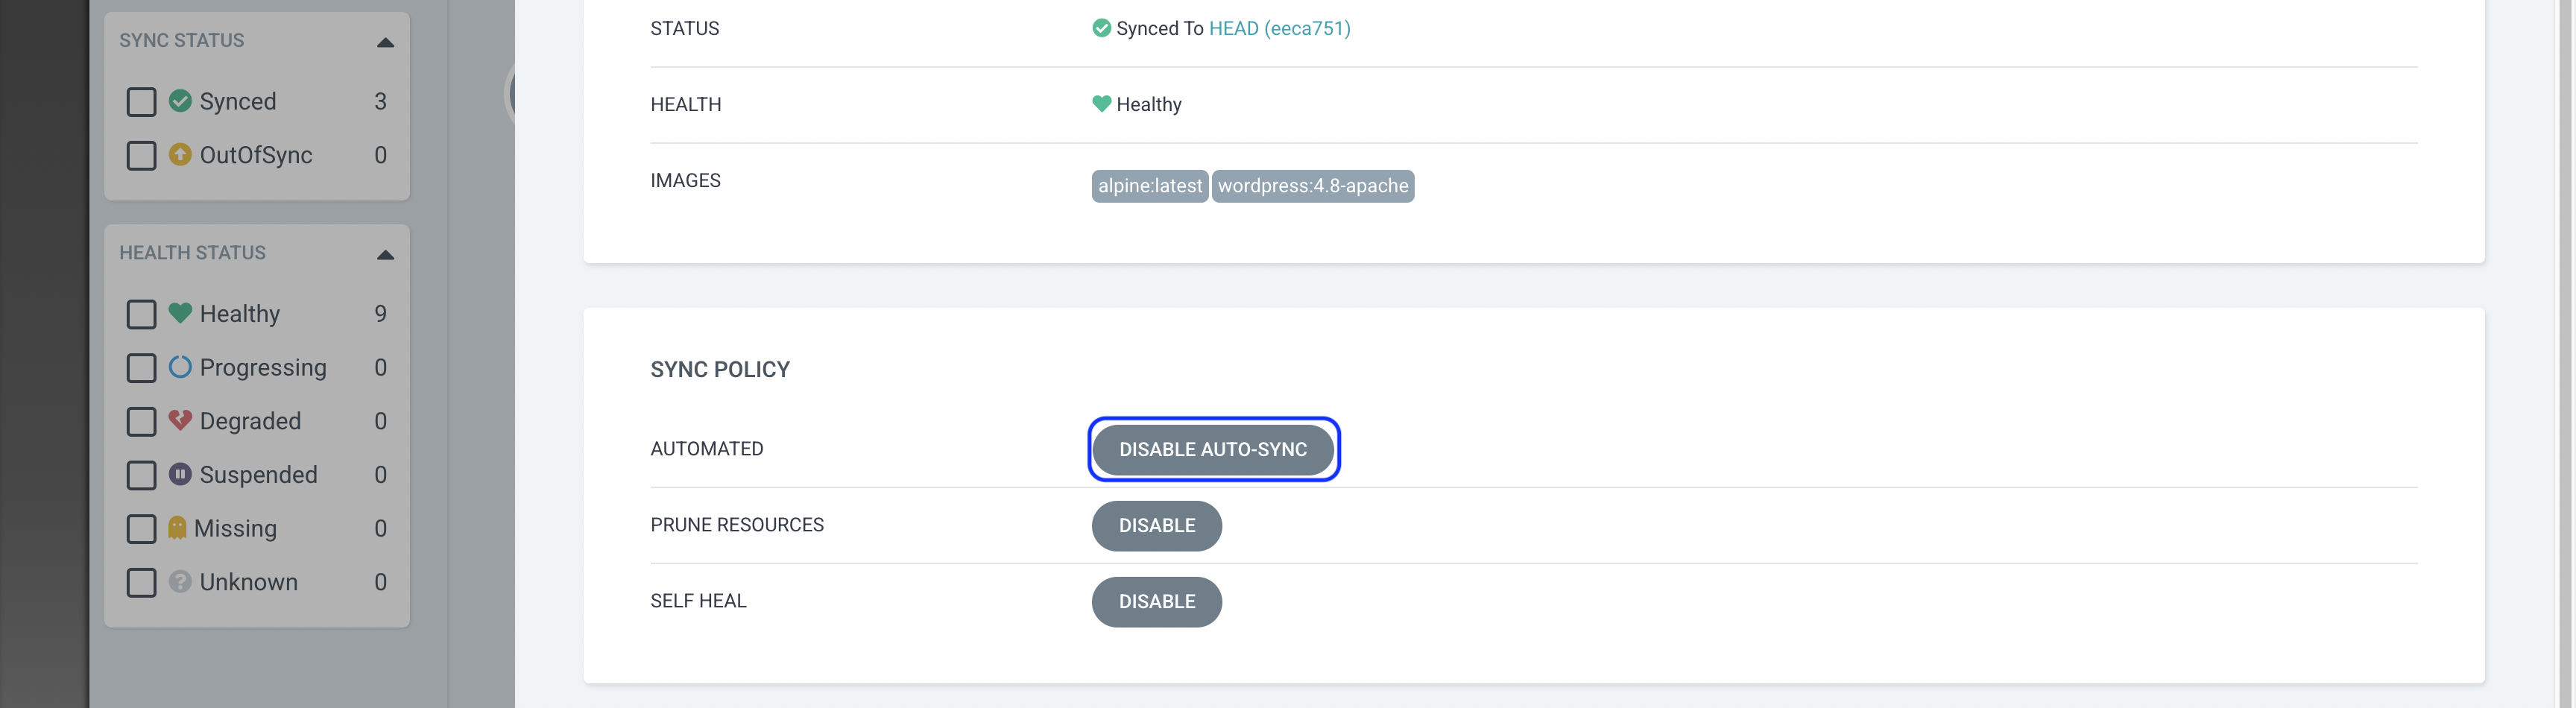 SYNC STATUS
Synced 3
OutOfSync 0
HEALTH STATUS
Healthy 9
Progressing 0
Degraded 0
Suspended 0
Missing 0
Unknown 0
STATUS Synced To HEAD (eeca751)
HEALTH Healthy
IMAGES alpine:latest wordpress:4.8-apache
SYNC POLICY
AUTOMATED DISABLE AUTO-SYNC
PRUNE RESOURCES DISABLE
SELF HEAL DISABLE